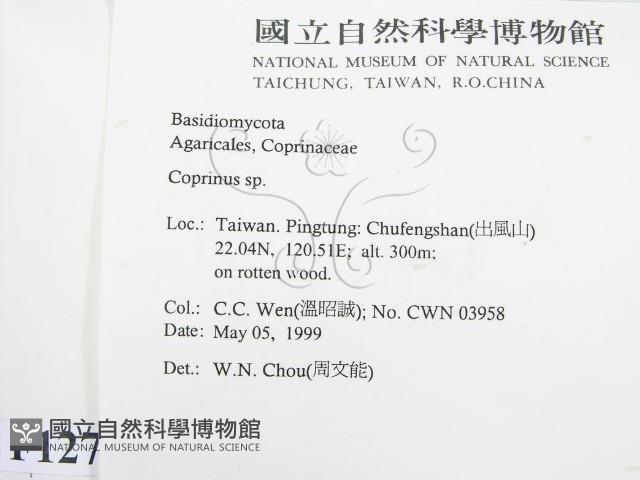 國立自然科學博物館
NATIONAL MUSEUM OF NATURAL SCIENCE
TAICHUNG, TAIWAN, R.O.CHINA
Basidiomycota
Agaricales, Coprinaceae
Coprinus sp.
Loc.: Taiwan. Pingtung: Chufengshan(出風山)
22.04N, 120.51E; alt. 300m;
on rotten wood.
Col.: C.C. Wen(溫昭誠); No. CWN 03958
Date: May 05, 1999
Det.: W.N. Chou(周文能)
國立自然科學博物館
NATIONAL MUSEUM OF NATURAL SCIENCE
127